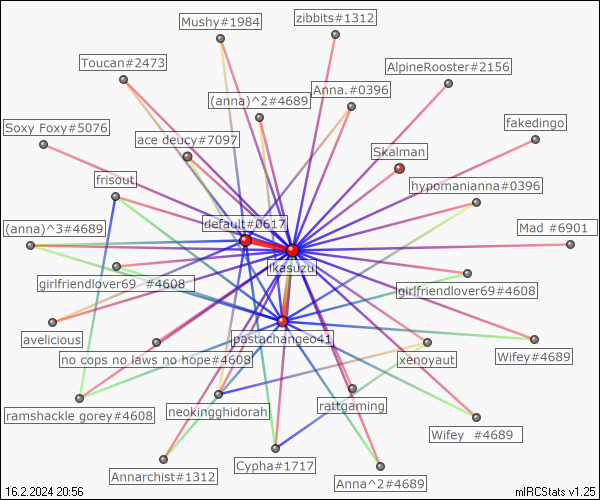 Mushy#1984
zibbits#1312
Toucan#2473
AlpineRooster#2156
(anna)^2#4689
Anna.#0396
Soxy Foxy#5076
ace deucy#7097
fakedingo
Skalman
frisout
hypomanianna#0396
(anna)^3#4689
default#0617
Mad #6901
ikasuzu
girlfriendlover69 #4608
girlfriendlover69#4608
avelicious
pastachangeo41
no cops no laws no hope#4608
xenoyaut
Wifey#4689
ramshackle gorey#4608
neokingghidorah
rattgaming
Wifey #4689
Annarchist#1312
Cypha#1717
Anna^2#4689
16.2.2024 20:56
mIRCStats v1.25